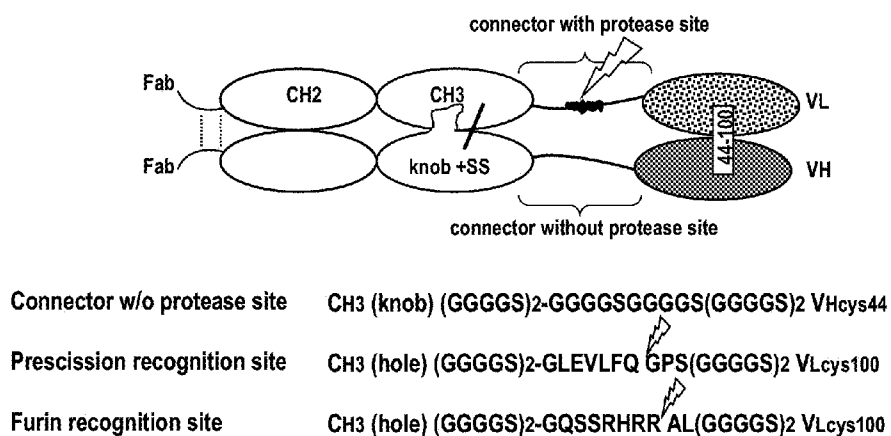 connector with protease site
Fab
CH2
CH3
VL
44-100
Fab
knob +SS
VH
connector without protease site
Connector w/o protease site CH3 (knob) (GGGGS)2-GGGGSGGGGS(GGGGS)2 VHcys44
Prescission recognition site CH3 (hole) (GGGGS)2-GLEVLFQ GPS(GGGGS)2 VLcys100
Furin recognition site CH3 (hole) (GGGGS)2-GQSSRHRR AL(GGGGS)2 VLcys100